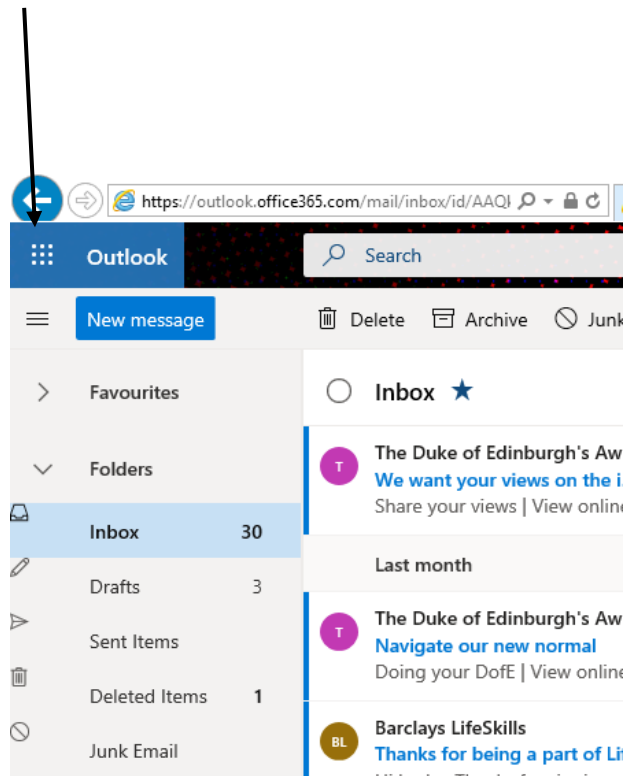 https://outlook.office365.com/mail/inbox/id/AAQ
Outlook
Search
New message
Delete
Archive
Junk
Favourites
Folders
Inbox 30
Drafts 3
Sent Items
Deleted Items 1
Junk Email
Inbox
T
The Duke of Edinburgh's Aw
We want your views on the i
Share your views | View online
Last month
T
The Duke of Edinburgh's Aw
Navigate our new normal
Doing your DofE | View online
BL
Barclays LifeSkills
Thanks for being a part of Li